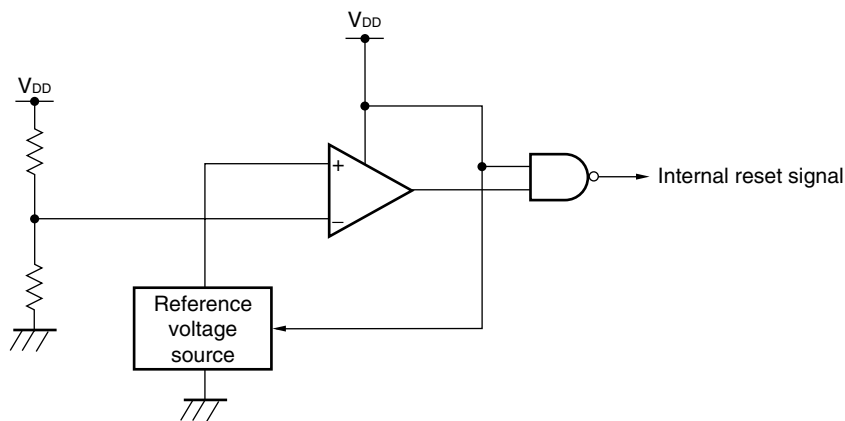 VDD
VDD
+
−
Internal reset signal
Reference
voltage
source